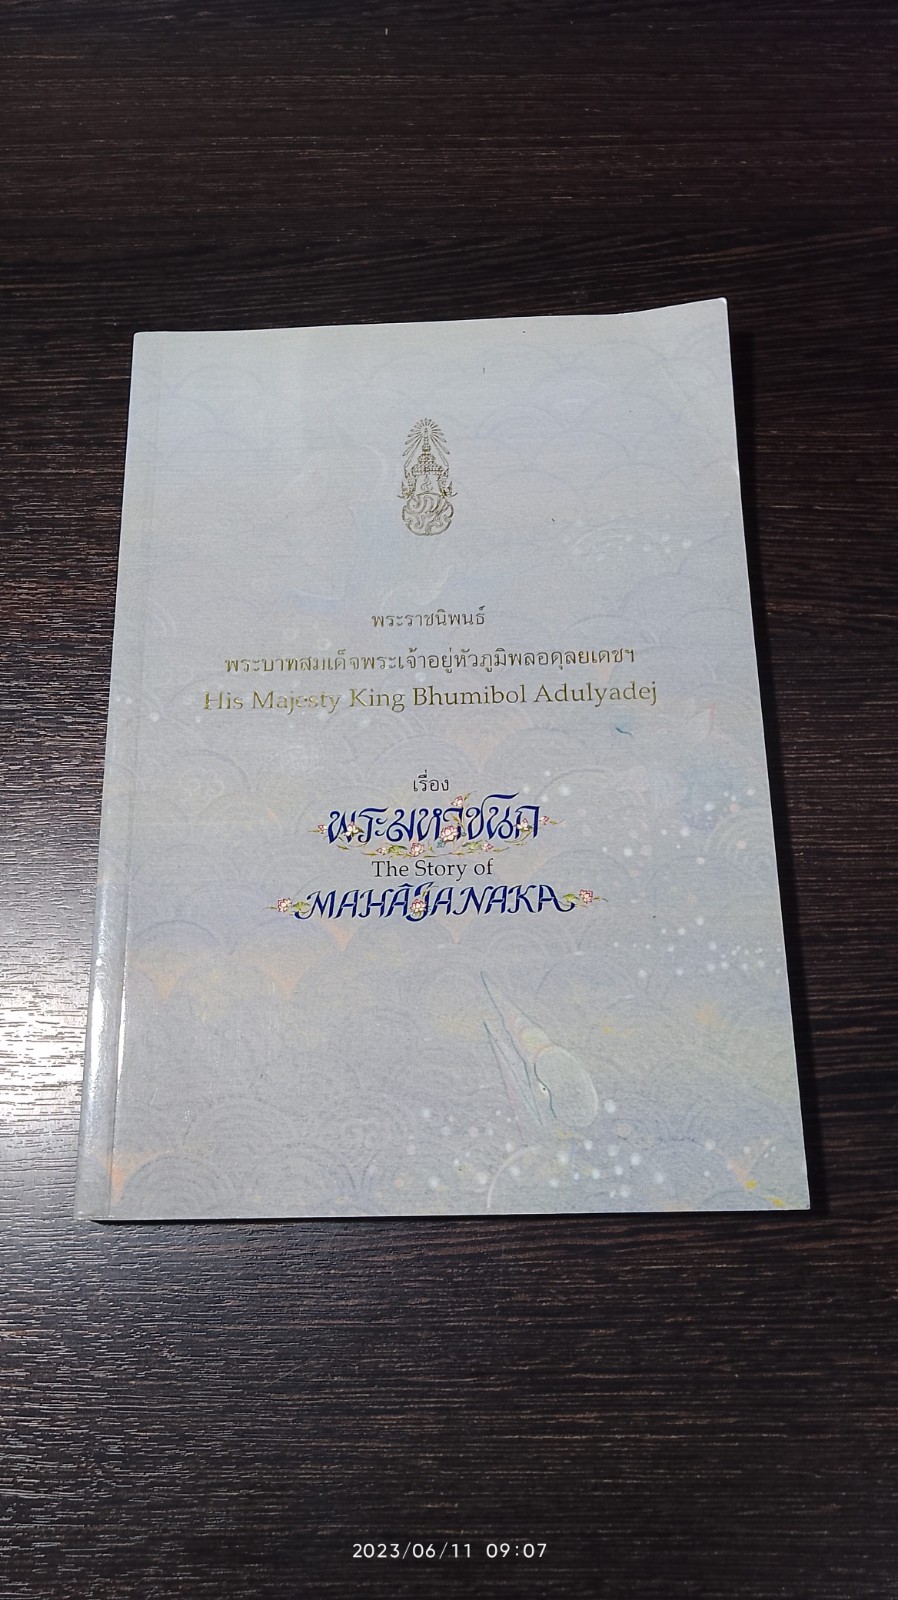 พระราชนิพนธ์
พระบาทสมเด็จพระเจ้าอยู่หัวภูมิพลอดุลยเดชฯ
His Majesty King Bhumibol Adulyadej
เรื่อง
พระมหาชนก
The Story of
MAHÂJANAKA
2023/06/11 09:07